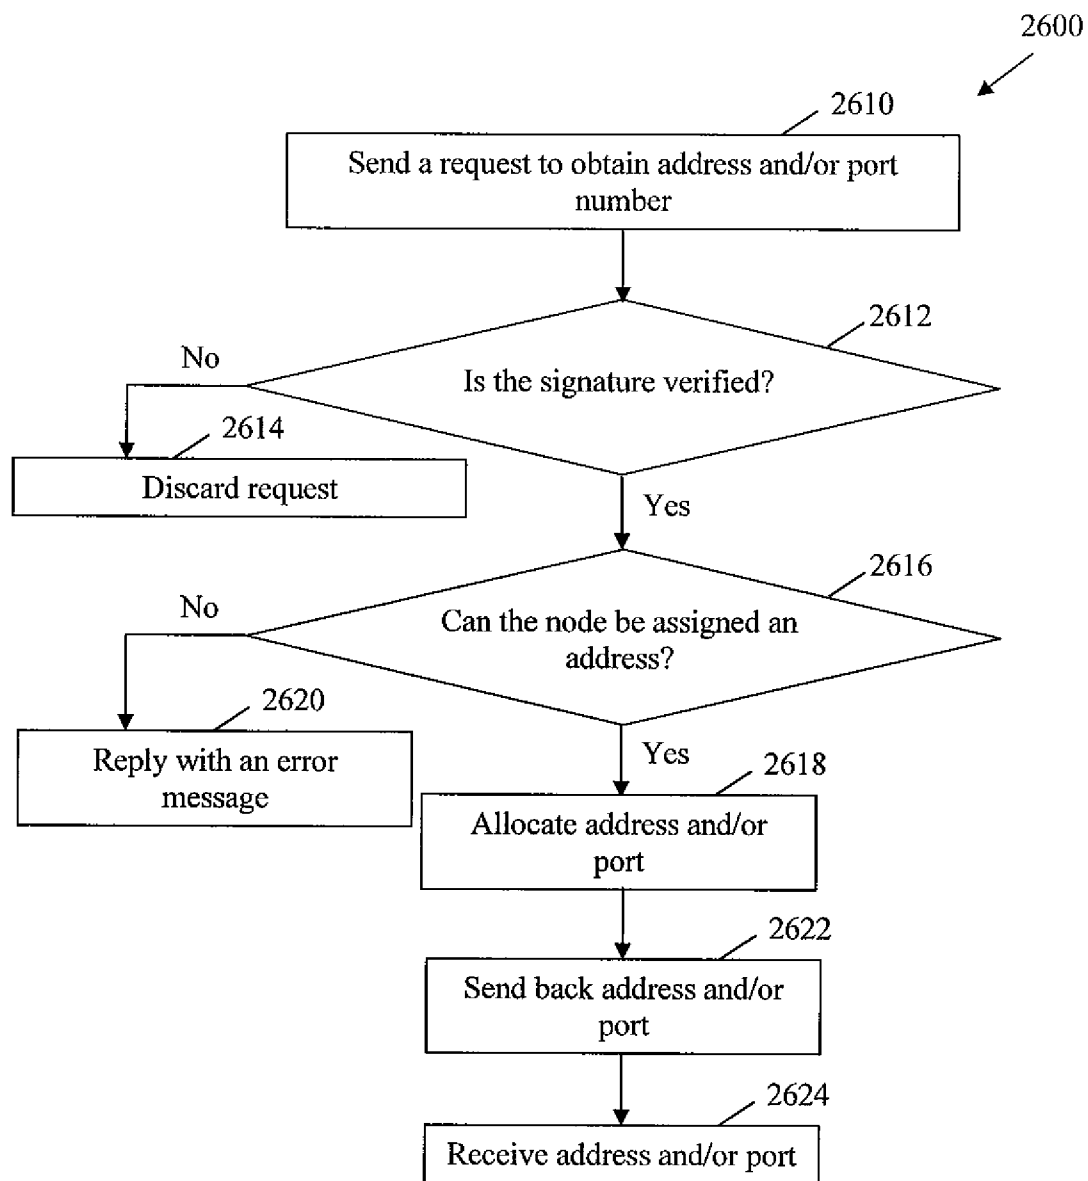 2600
2610
Send a request to obtain address and/or port
number
2612
No
Is the signature verified?
2614
Discard request
Yes
2616
No
Can the node be assigned an
address?
2620
Reply with an error
message
Yes
2618
Allocate address and/or
port
2622
Send back address and/or
port
2624
Receive address and/or port